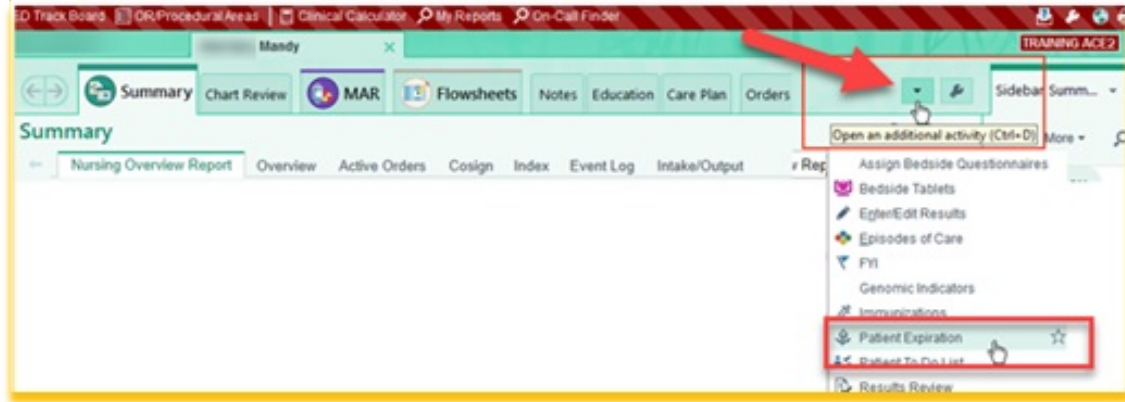 ED Track Board OR/Procedural Areas Clinical Calculator My Reports On-Call Finder
Mandy × TRAINING ACE2
Summary Chart Review MAR Flowsheets Notes Education Care Plan Orders Sidebar Summ...
Summary
Open an additional activity (Ctrl+D) More
Nursing Overview Report Overview Active Orders Cosign Index Event Log Intake/Output
Assign Bedside Questionnaires
Bedside Tablets
Enter/Edit Results
Episodes of Care
FYI
Genomic Indicators
Immunizations
Patient Expiration
Patient To Do List
Results Review